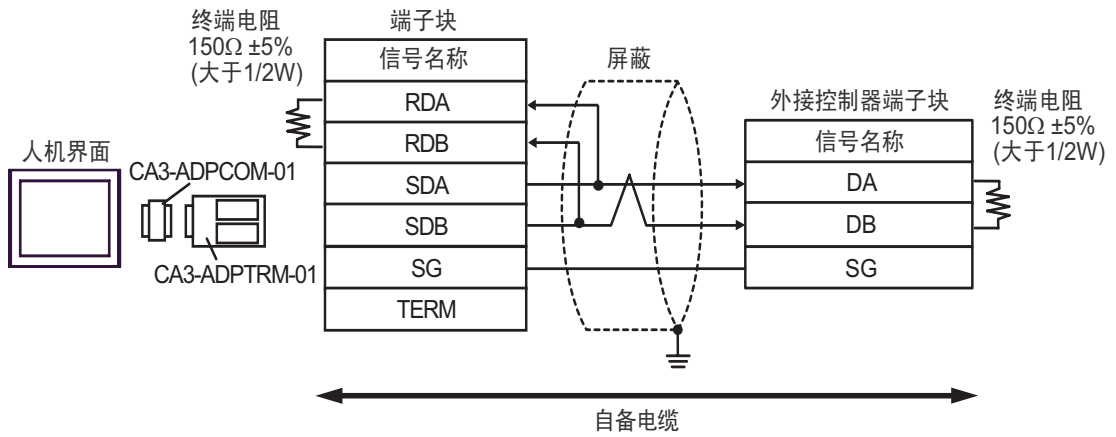 终端电阻
150Ω ±5%
(大于1/2W)
端子块
信号名称
RDA
RDB
SDA
SDB
SG
TERM
屏蔽
人机界面
CA3-ADPCOM-01
CA3-ADPTRM-01
外接控制器端子块
信号名称
DA
DB
SG
终端电阻
150Ω ±5%
(大于1/2W)
自备电缆